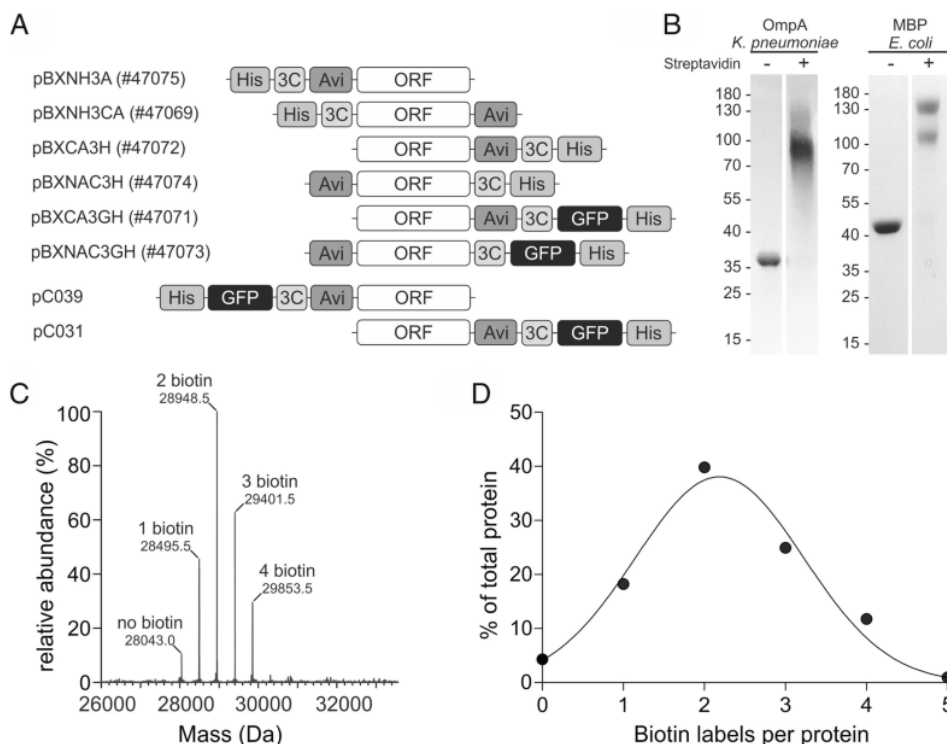 A
pBXNH3A (#47075) His 3C Avi ORF
pBXNH3CA (#47069) His 3C ORF Avi
pBXCA3H (#47072) ORF Avi 3C His
pBXNAC3H (#47074) Avi ORF 3C His
pBXCA3GH (#47071) ORF Avi 3C GFP His
pBXNAC3GH (#47073) Avi ORF 3C GFP His
pC039 His GFP 3C Avi ORF
pC031 ORF Avi 3C GFP His
B
OmpA MBP
K. pneumoniae E. coli
Streptavidin - + - +
180 - 180 -
130 - 130 -
100 - 100 -
70 - 70 -
55 - 55 -
40 - 40 -
35 - 35 -
25 - 25 -
15 - 15 -
C
2 biotin
28948.5
3 biotin
29401.5
1 biotin
28495.5
4 biotin
29853.5
no biotin
28043.0
relative abundance (%)
100
80
60
40
20
0
26000 28000 30000 32000
Mass (Da)
D
% of total protein
50
40
30
20
10
0
0 1 2 3 4 5
Biotin labels per protein